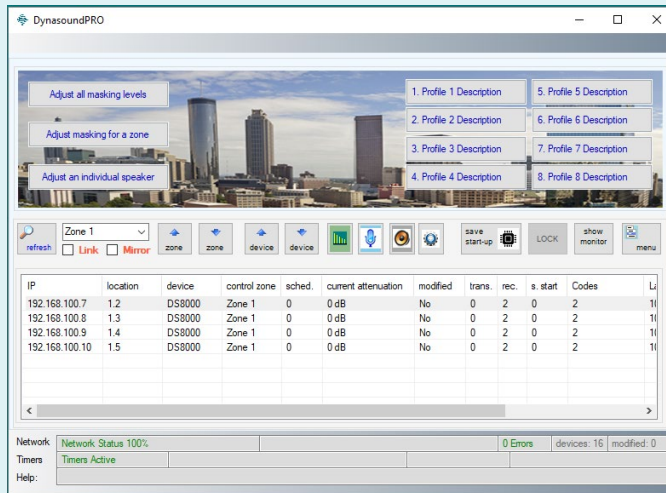 DynasoundPRO
Adjust all masking levels
Adjust masking for a zone
Adjust an individual speaker
1. Profile 1 Description 5. Profile 5 Description
2. Profile 2 Description 6. Profile 6 Description
3. Profile 3 Description 7. Profile 7 Description
4. Profile 4 Description 8. Profile 8 Description
refresh
Zone 1
Link Mirror
zone zone device device
save start-up
LOCK
show monitor
menu
IP location device control zone sched. current attenuation modified trans. rec. s. start Codes
192.168.100.7 1.2 DS8000 Zone 1 0 0 dB No 0 2 0 2
192.168.100.8 1.3 DS8000 Zone 1 0 0 dB No 0 2 0 2
192.168.100.9 1.4 DS8000 Zone 1 0 0 dB No 0 2 0 2
192.168.100.10 1.5 DS8000 Zone 1 0 0 dB No 0 2 0 2
Network Network Status 100% 0 Errors devices: 16 modified: 0
Timers Timers Active
Help: